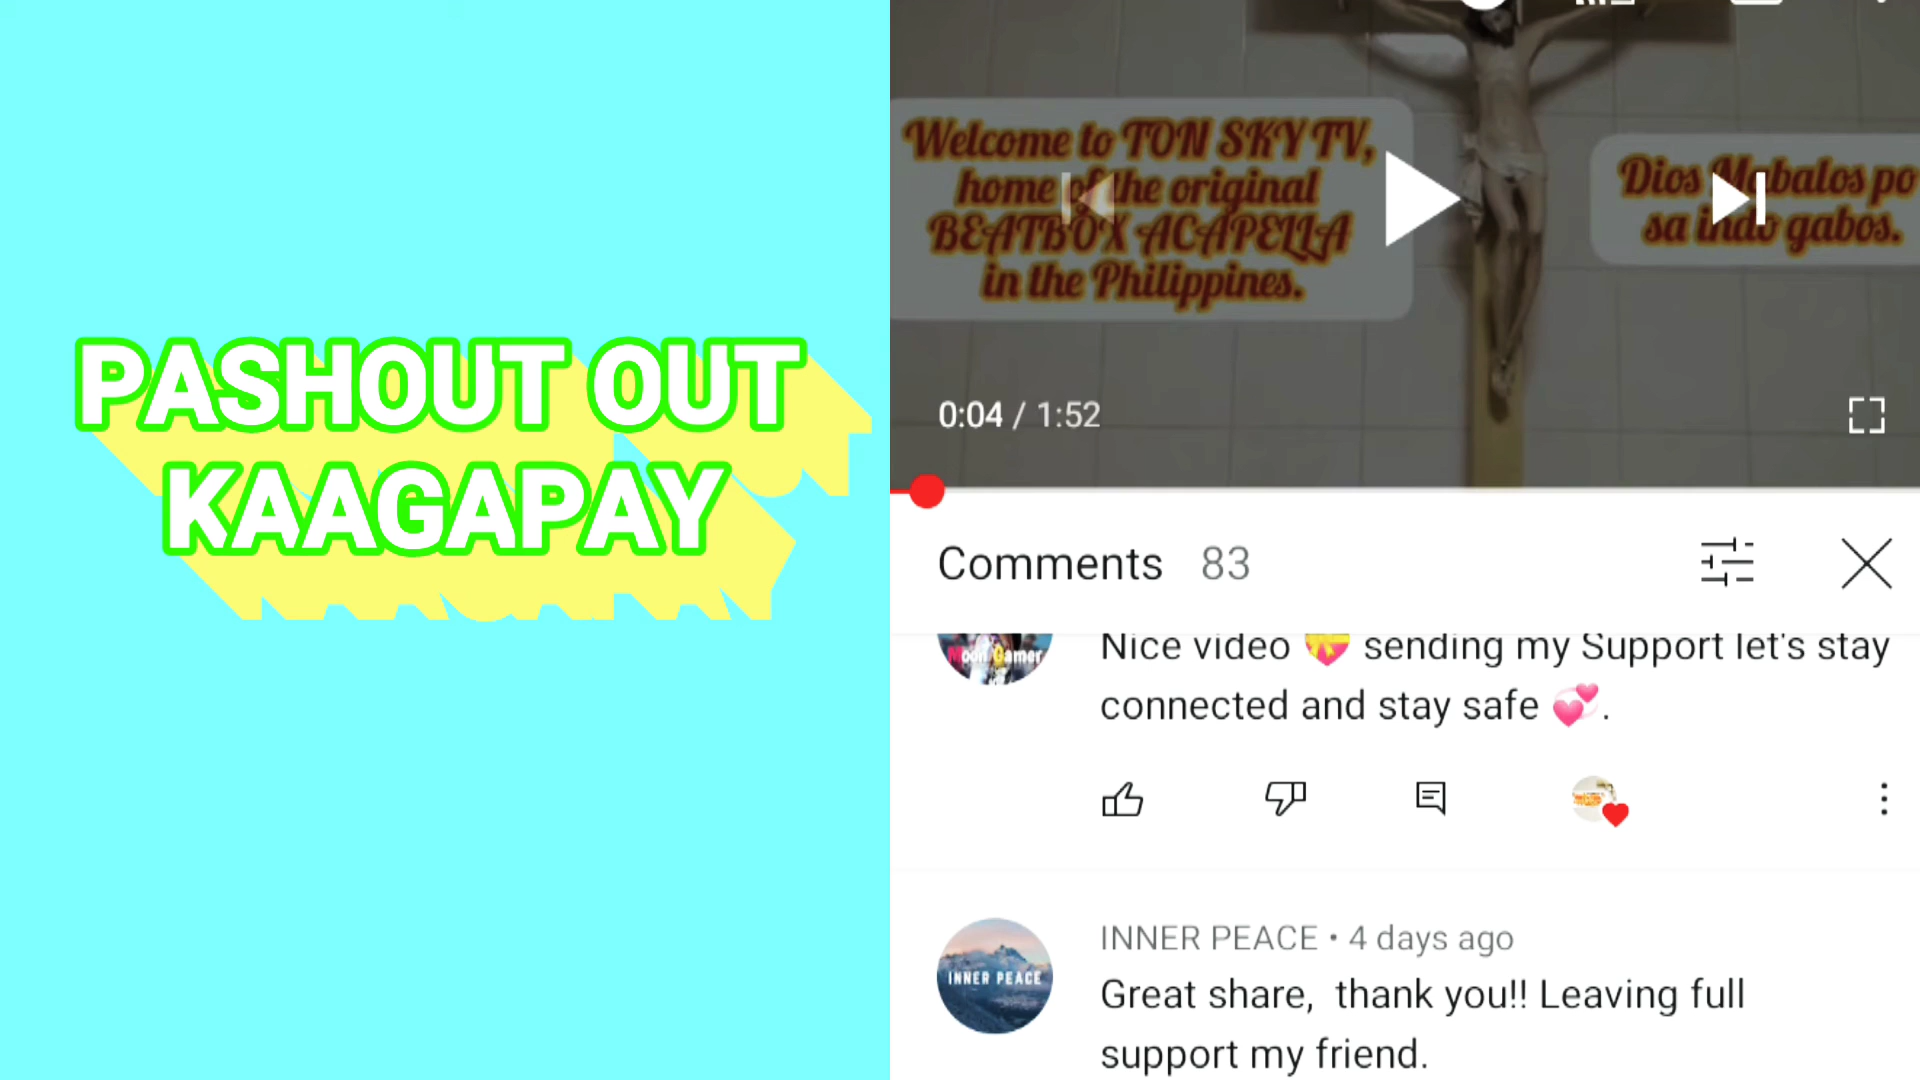 PASHOUT OUT
KAAGAPAY
Welcome to TON SKY TV,
home of the original
BEATBOX ACAPELLA
in the Philippines.
Dios Mabalos po
sa indo gabos.
0:04 / 1:52
Comments 83
Moon Gamer
Nice video 💝 sending my Support let's stay
connected and stay safe 💞.
INNER PEACE • 4 days ago
INNER PEACE
Great share, thank you!! Leaving full
support my friend.